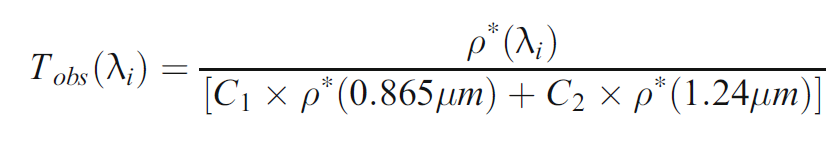 T_obs(λ_i) = ρ*(λ_i) / [C_1 × ρ*(0.865μm) + C_2 × ρ*(1.24μm)]